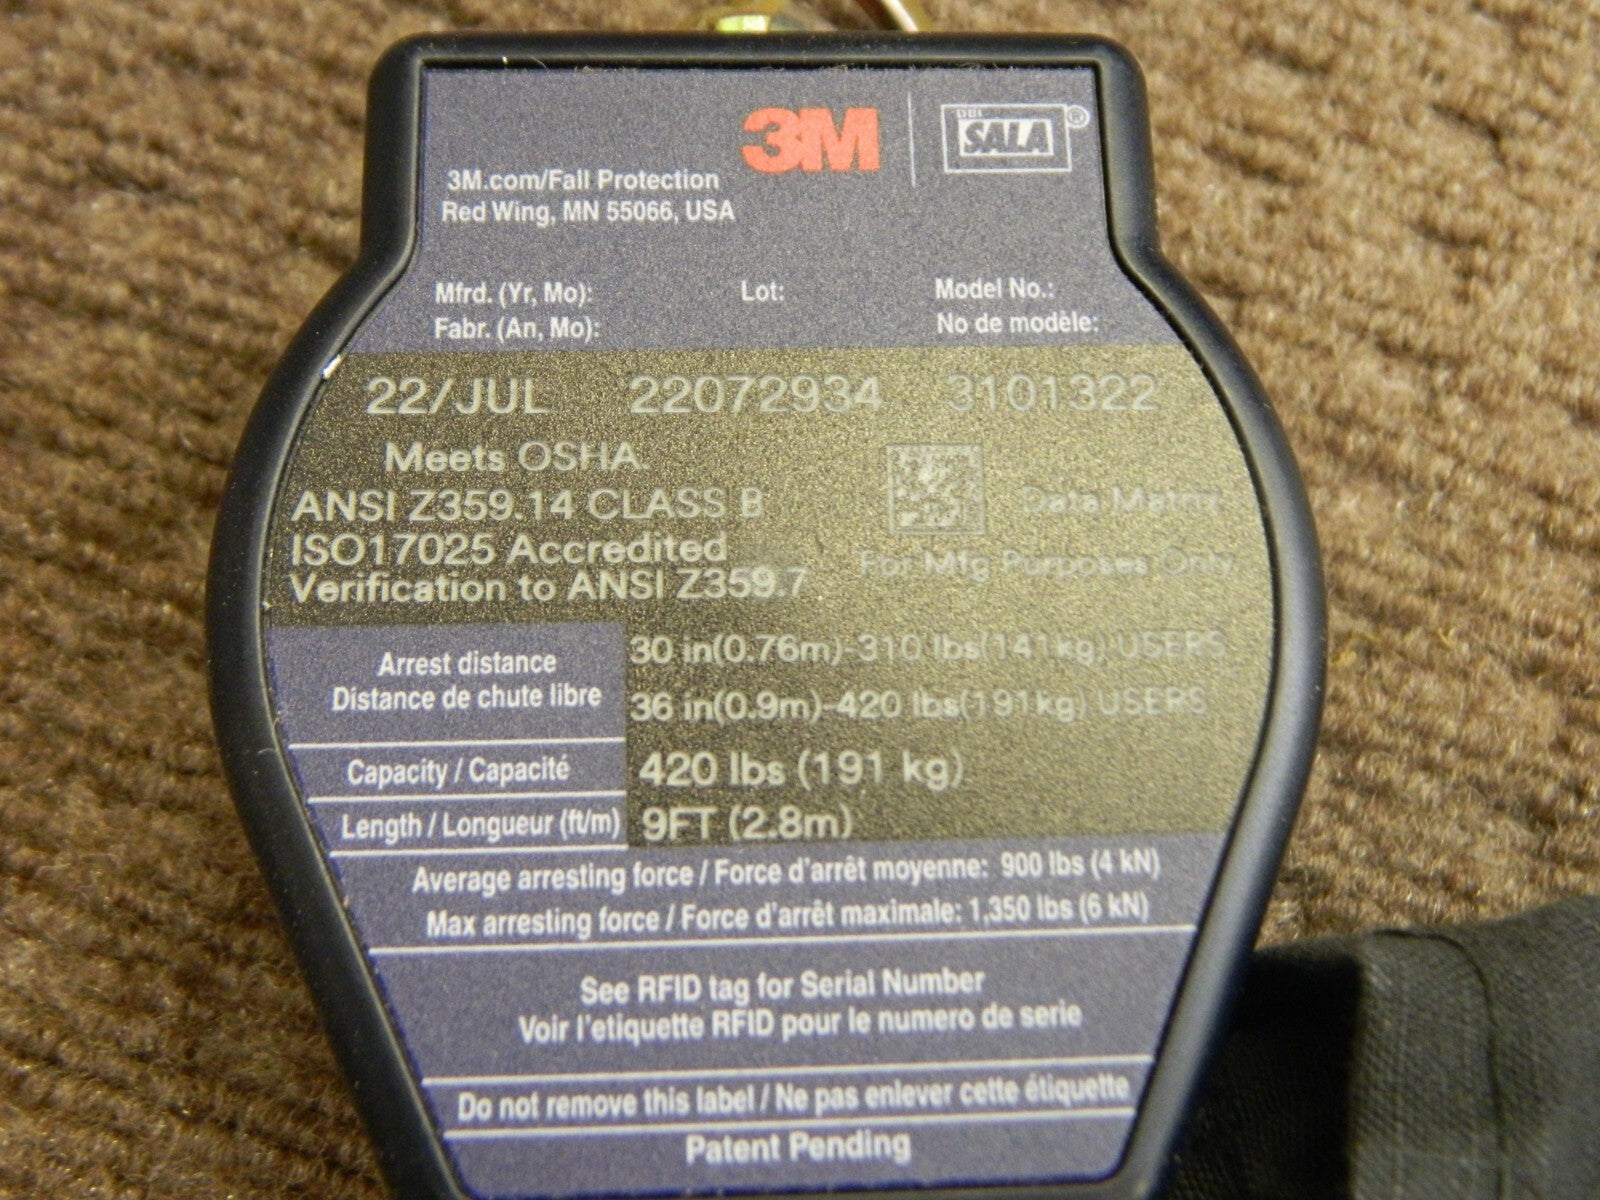 3M
DBI
SALA®
3M.com/Fall Protection
Red Wing, MN 55066, USA
Mfrd. (Yr, Mo): Lot: Model No.:
Fabr. (An, Mo): No de modèle:
22/JUL 22072934 3101322
Meets OSHA.
ANSI Z359.14 CLASS B
ISO17025 Accredited
Verification to ANSI Z359.7
Data Matrix
For Mfg Purposes Only
Arrest distance
Distance de chute libre
30 in(0.76m)-310 lbs(141kg) USERS
36 in(0.9m)-420 lbs(191kg) USERS
Capacity / Capacité 420 lbs (191 kg)
Length / Longueur (ft/m) 9FT (2.8m)
Average arresting force / Force d'arrêt moyenne: 900 lbs (4 kN)
Max arresting force / Force d'arrêt maximale: 1,350 lbs (6 kN)
See RFID tag for Serial Number
Voir l'etiquette RFID pour le numero de serie
Do not remove this label / Ne pas enlever cette étiquette
Patent Pending